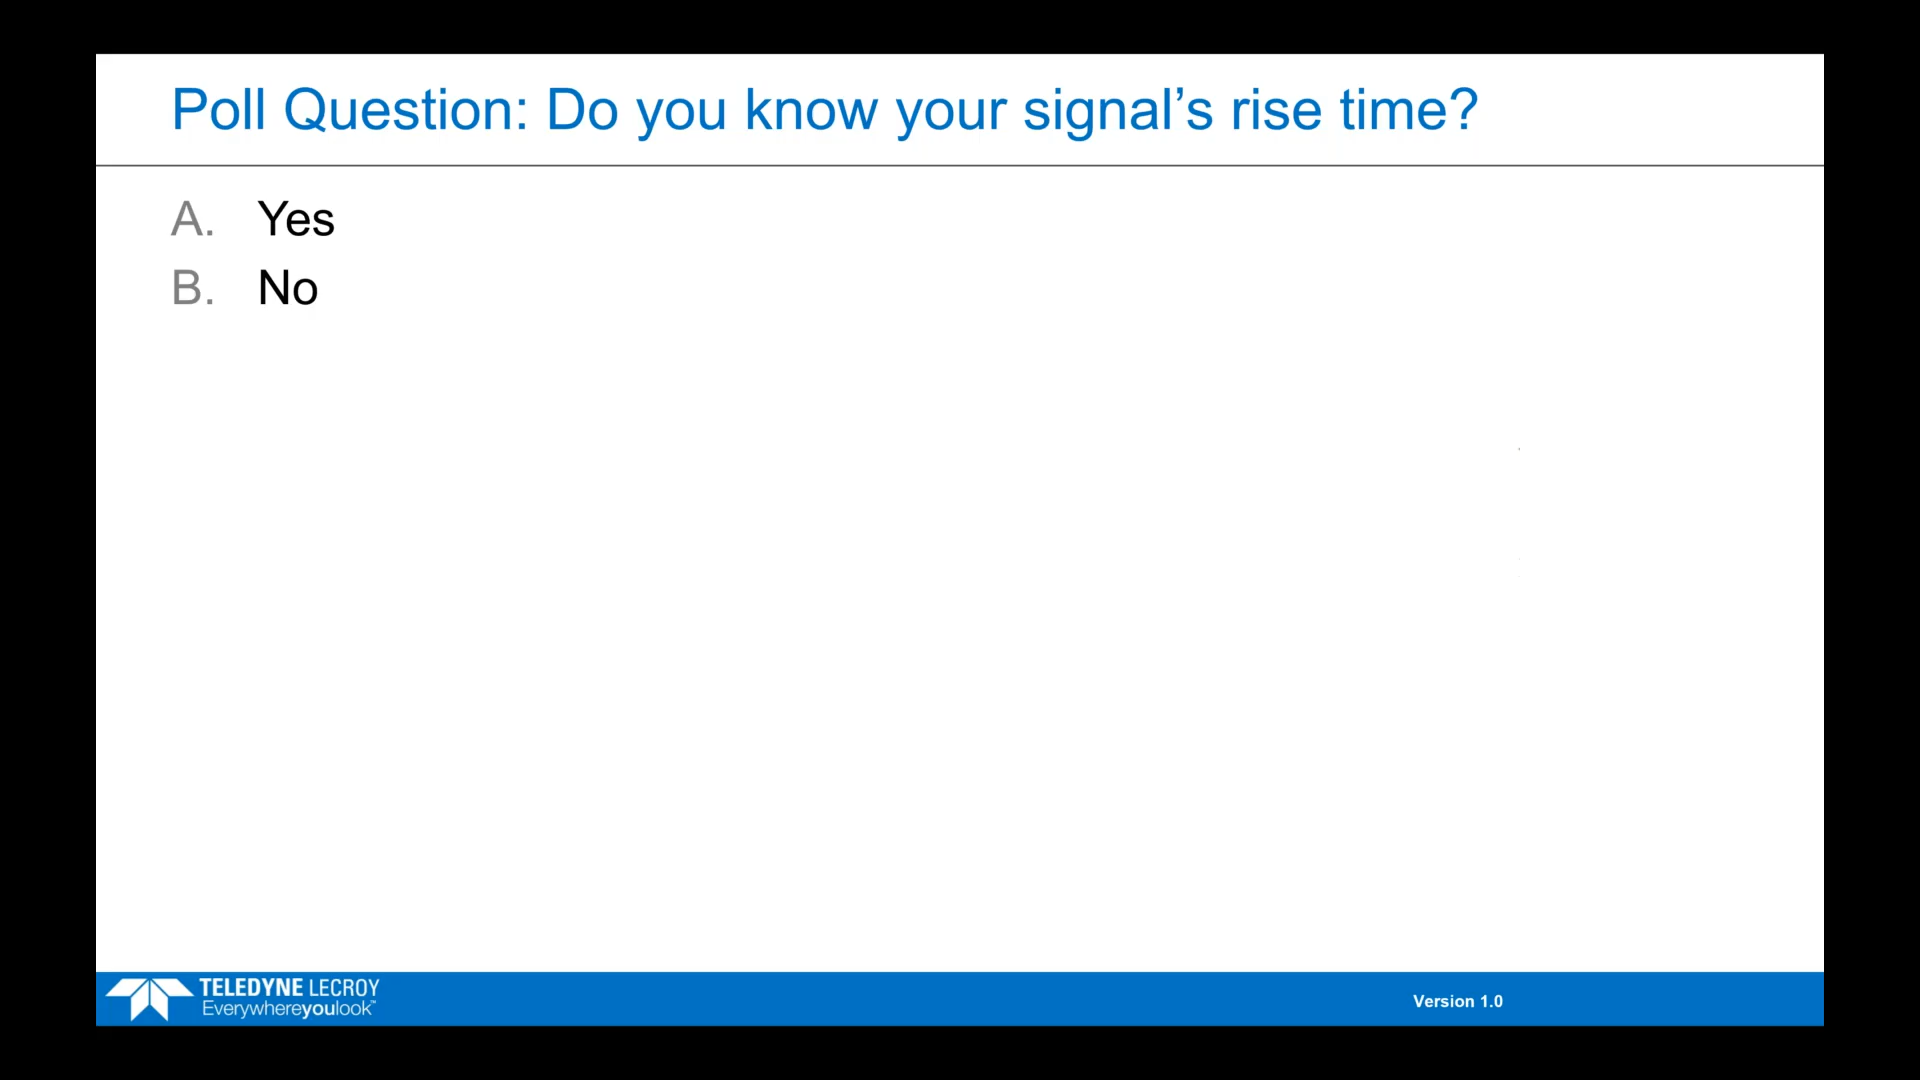 Poll Question: Do you know your signal’s rise time?
A. Yes
B. No
TELEDYNE LECROY
Everywhereyoulook™
Version 1.0